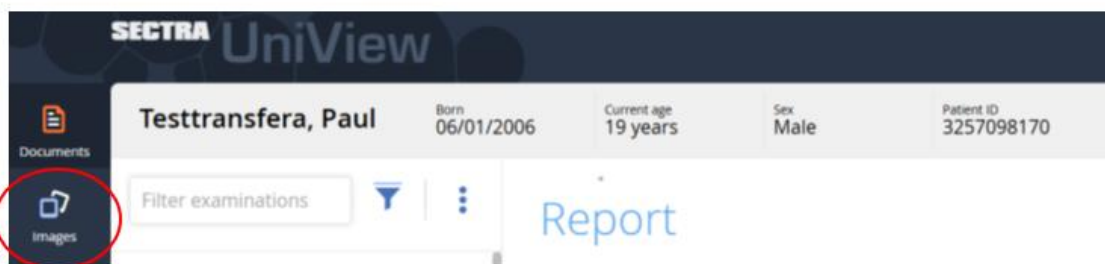 SECTRA UniView
Documents
Images
Testtransfera, Paul
Born
06/01/2006
Current age
19 years
Sex
Male
Patient ID
3257098170
Filter examinations
Report